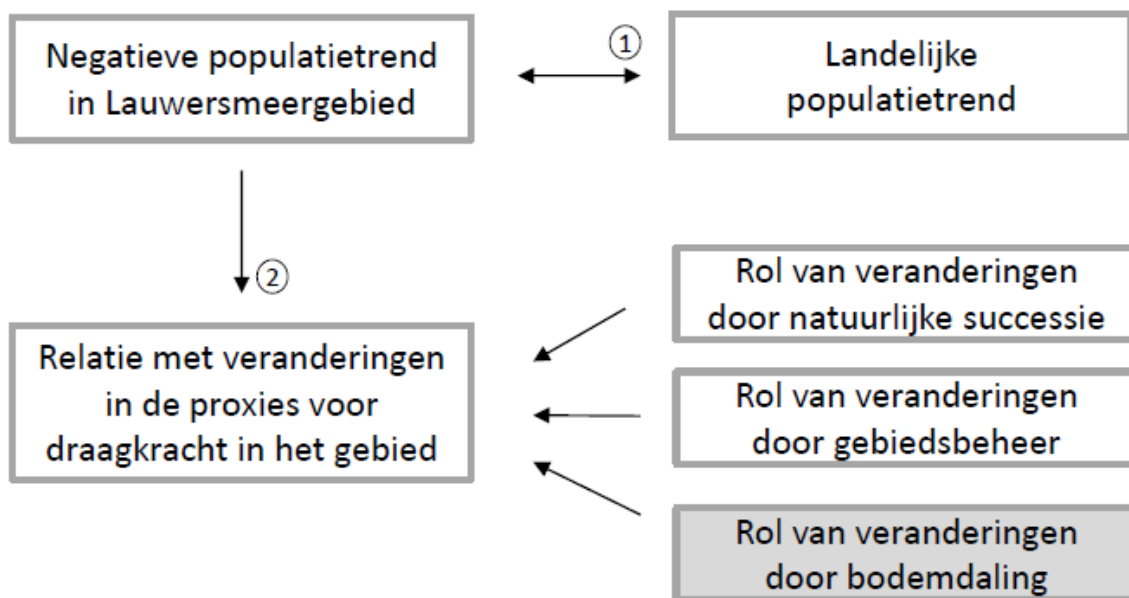 Negatieve populatietrend
in Lauwersmeergebied
1
Landelijke
populatietrend
2
Relatie met veranderingen
in de proxies voor
draagkracht in het gebied
Rol van veranderingen
door natuurlijke successie
Rol van veranderingen
door gebiedsbeheer
Rol van veranderingen
door bodemdaling